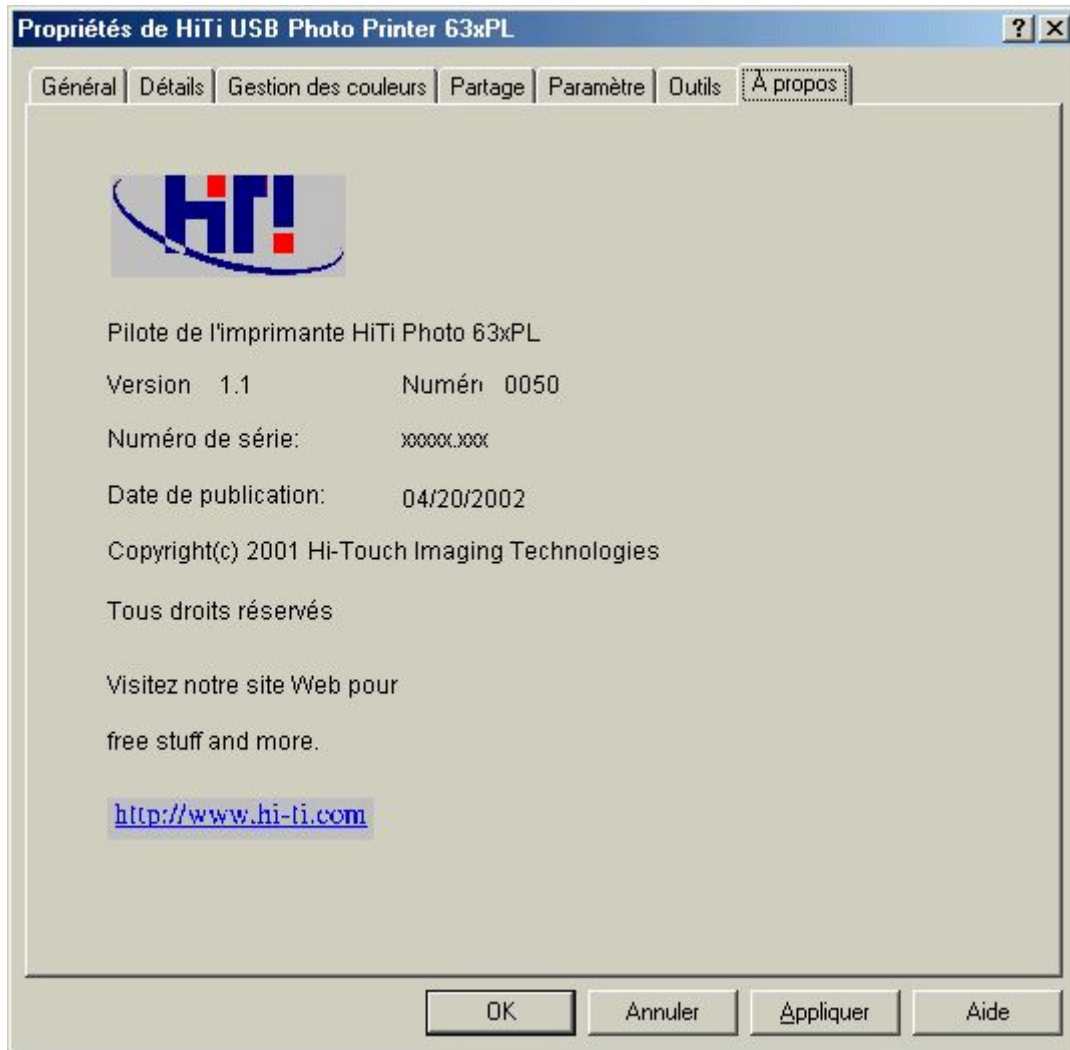 Propriétés de HiTi USB Photo Printer 63xPL
Général Détails Gestion des couleurs Partage Paramètre Outils À propos
HiTi
Pilote de l'imprimante HiTi Photo 63xPL
Version 1.1 Numér 0050
Numéro de série: xxxxxx.xxx
Date de publication: 04/20/2002
Copyright(c) 2001 Hi-Touch Imaging Technologies
Tous droits réservés
Visitez notre site Web pour
free stuff and more.
http://www.hi-ti.com
OK Annuler Appliquer Aide